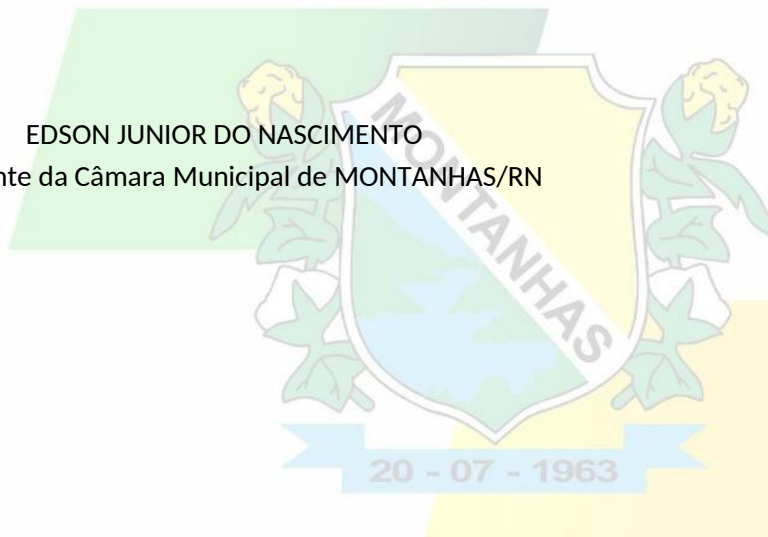 EDSON JUNIOR DO NASCIMENTO
nte da Câmara Municipal de MONTANHAS/RN
MONTANHAS
20 - 07 - 1963